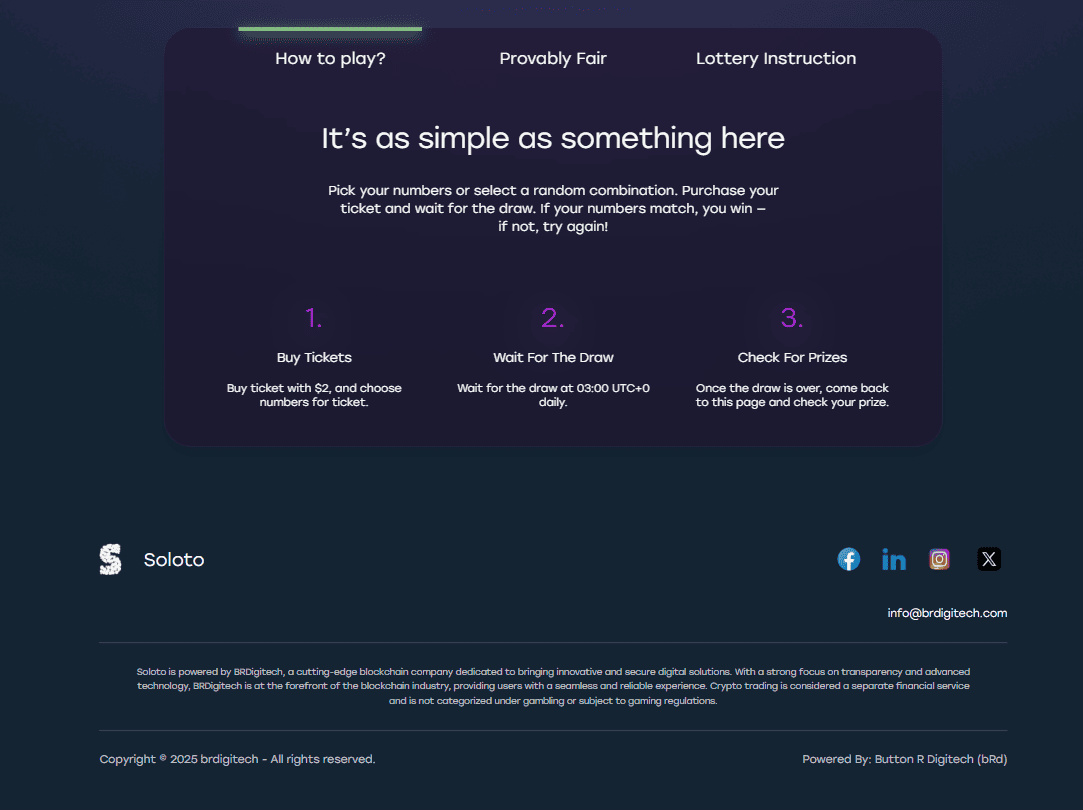 How to play?
Provably Fair
Lottery Instruction
It's as simple as something here
Pick your numbers or select a random combination. Purchase your
ticket and wait for the draw. If your numbers match, you win –
if not, try again!
1.
2.
3.
Buy Tickets
Wait For The Draw
Check For Prizes
Buy ticket with $2, and choose
numbers for ticket.
Wait for the draw at 03:00 UTC+0
daily.
Once the draw is over, come back
to this page and check your prize.
Soloto
info@brdigitech.com
Soloto is powered by BRDigitech, a cutting-edge blockchain company dedicated to bringing innovative and secure digital solutions. With a strong focus on transparency and advanced
technology, BRDigitech is at the forefront of the blockchain industry, providing users with a seamless and reliable experience. Crypto trading is considered a separate financial service
and is not categorized under gambling or subject to gaming regulations.
Copyright © 2025 brdigitech - All rights reserved.
Powered By: Button R Digitech (bRd)